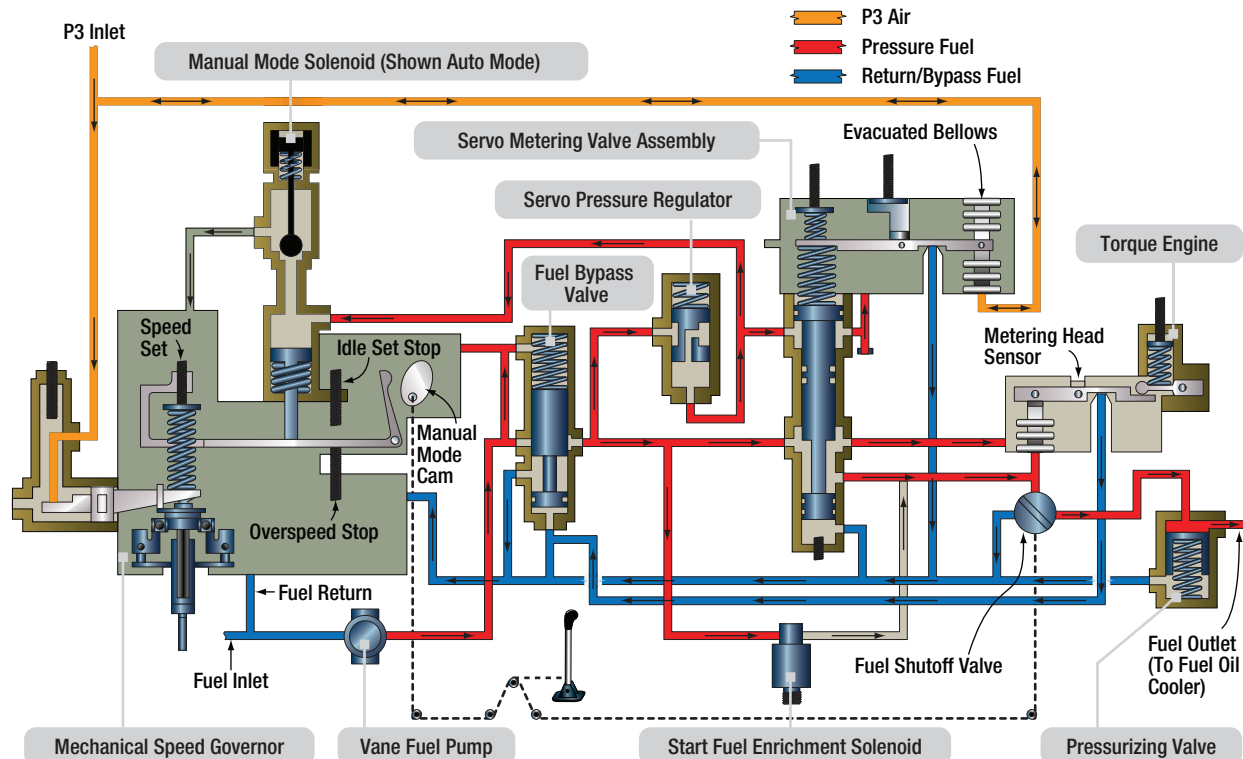 P3 Inlet
P3 Air
Pressure Fuel
Return/Bypass Fuel
Manual Mode Solenoid (Shown Auto Mode)
Servo Metering Valve Assembly
Evacuated Bellows
Servo Pressure Regulator
Torque Engine
Fuel Bypass
Valve
Speed
Set
Idle Set Stop
Metering Head
Sensor
Manual
Mode
Cam
Overspeed Stop
Fuel Return
Fuel Inlet
Fuel Shutoff Valve
Fuel Outlet
(To Fuel Oil
Cooler)
Mechanical Speed Governor
Vane Fuel Pump
Start Fuel Enrichment Solenoid
Pressurizing Valve